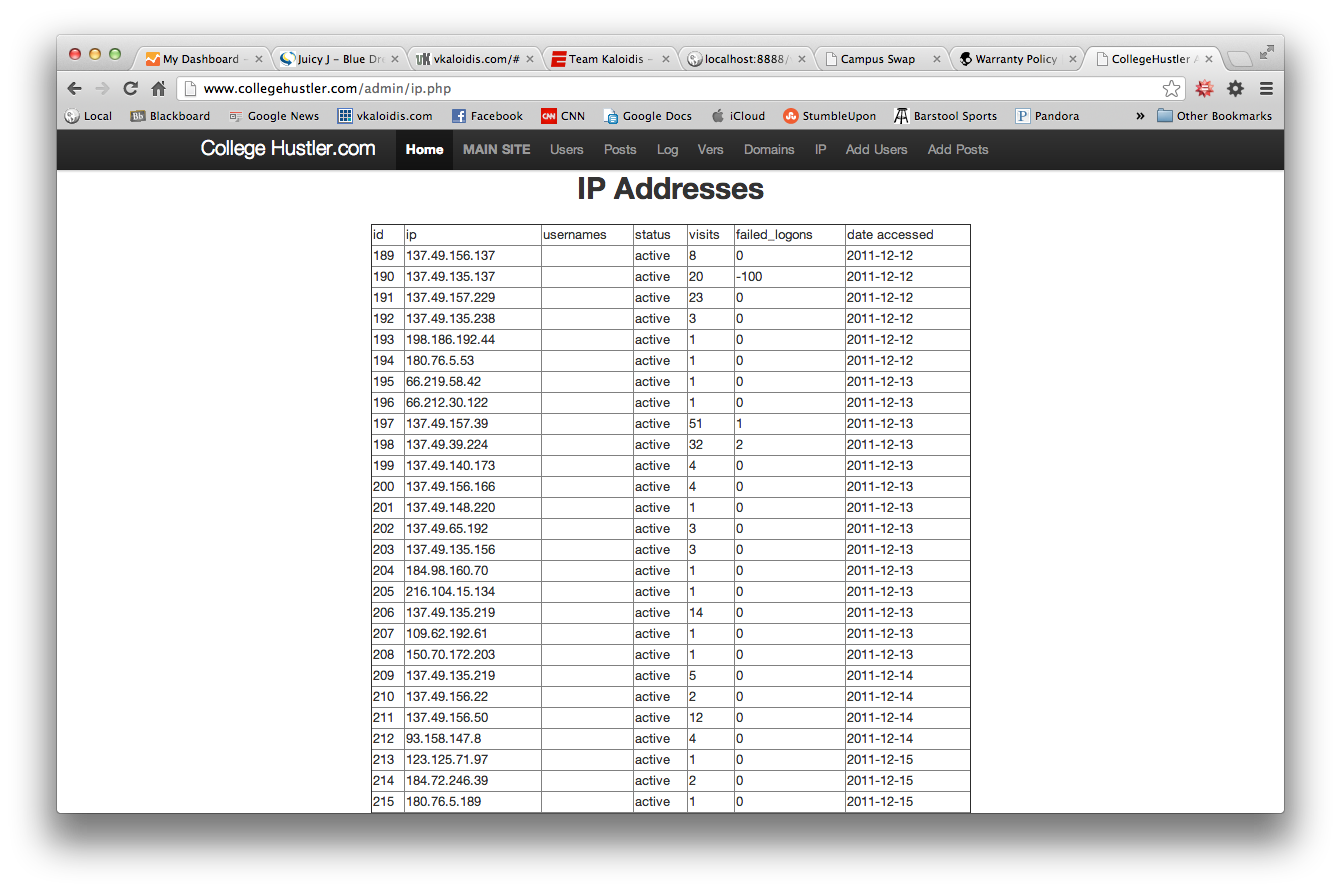 My Dashboard - Juicy J – Blue Dr vkaloidis.com/# Team Kaloidis – localhost:8888/ Campus Swap Warranty Policy CollegeHustler
www.collegehustler.com/admin/ip.php
Local Bb Blackboard Google News vkaloidis.com Facebook CNN CNN Google Docs iCloud StumbleUpon Barstool Sports P Pandora » Other Bookmarks
College Hustler.com Home MAIN SITE Users Posts Log Vers Domains IP Add Users Add Posts
IP Addresses
id ip usernames status visits failed_logons date accessed
189 137.49.156.137 active 8 0 2011-12-12
190 137.49.135.137 active 20 -100 2011-12-12
191 137.49.157.229 active 23 0 2011-12-12
192 137.49.135.238 active 3 0 2011-12-12
193 198.186.192.44 active 1 0 2011-12-12
194 180.76.5.53 active 1 0 2011-12-12
195 66.219.58.42 active 1 0 2011-12-13
196 66.212.30.122 active 1 0 2011-12-13
197 137.49.157.39 active 51 1 2011-12-13
198 137.49.39.224 active 32 2 2011-12-13
199 137.49.140.173 active 4 0 2011-12-13
200 137.49.156.166 active 4 0 2011-12-13
201 137.49.148.220 active 1 0 2011-12-13
202 137.49.65.192 active 3 0 2011-12-13
203 137.49.135.156 active 3 0 2011-12-13
204 184.98.160.70 active 1 0 2011-12-13
205 216.104.15.134 active 1 0 2011-12-13
206 137.49.135.219 active 14 0 2011-12-13
207 109.62.192.61 active 1 0 2011-12-13
208 150.70.172.203 active 1 0 2011-12-13
209 137.49.135.219 active 5 0 2011-12-14
210 137.49.156.22 active 2 0 2011-12-14
211 137.49.156.50 active 12 0 2011-12-14
212 93.158.147.8 active 4 0 2011-12-14
213 123.125.71.97 active 1 0 2011-12-15
214 184.72.246.39 active 2 0 2011-12-15
215 180.76.5.189 active 1 0 2011-12-15